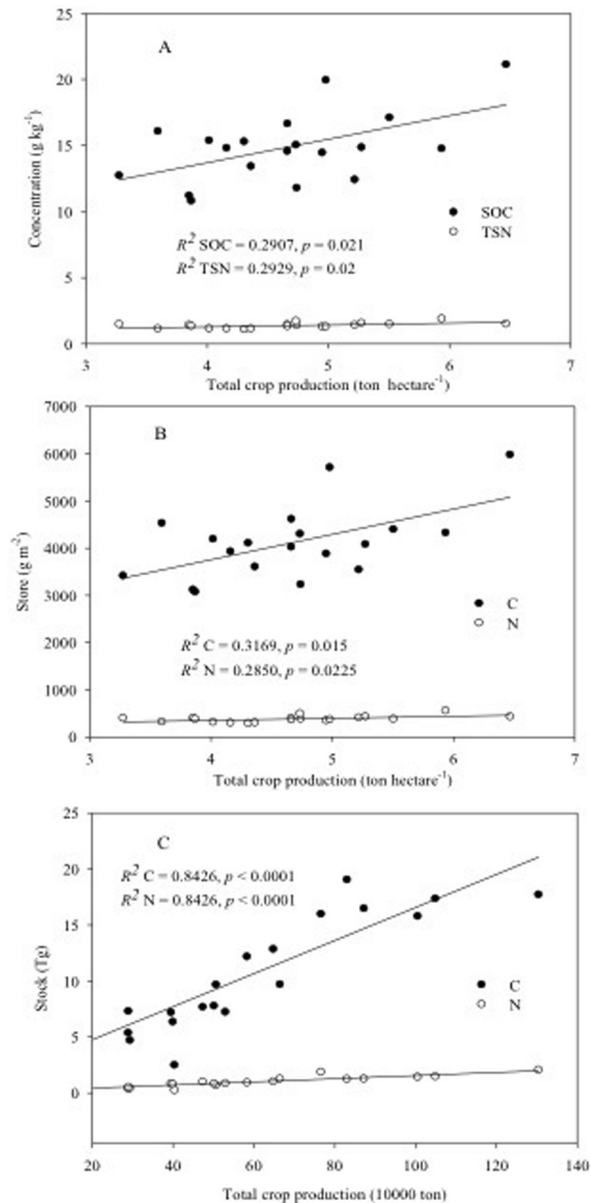 A
25
20
15
10
5
0
Concentration (g kg⁻¹)
SOC
TSN
R² SOC = 0.2907, p = 0.021
R² TSN = 0.2929, p = 0.02
3 4 5 6 7
Total crop production (ton hectare⁻¹)
B
7000
6000
5000
4000
3000
2000
1000
0
Store (g m⁻²)
C
N
R² C = 0.3169, p = 0.015
R² N = 0.2850, p = 0.0225
3 4 5 6 7
Total crop production (ton hectare⁻¹)
C
25
20
15
10
5
0
Stock (Tg)
R² C = 0.8426, p < 0.0001
R² N = 0.8426, p < 0.0001
C
N
20 40 60 80 100 120 140
Total crop production (10000 ton)